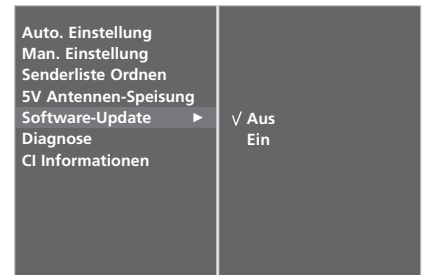 Auto. Einstellung
Man. Einstellung
Senderliste Ordnen
5V Antennen-Speisung
Software-Update ►
Diagnose
CI Informationen
√ Aus
Ein